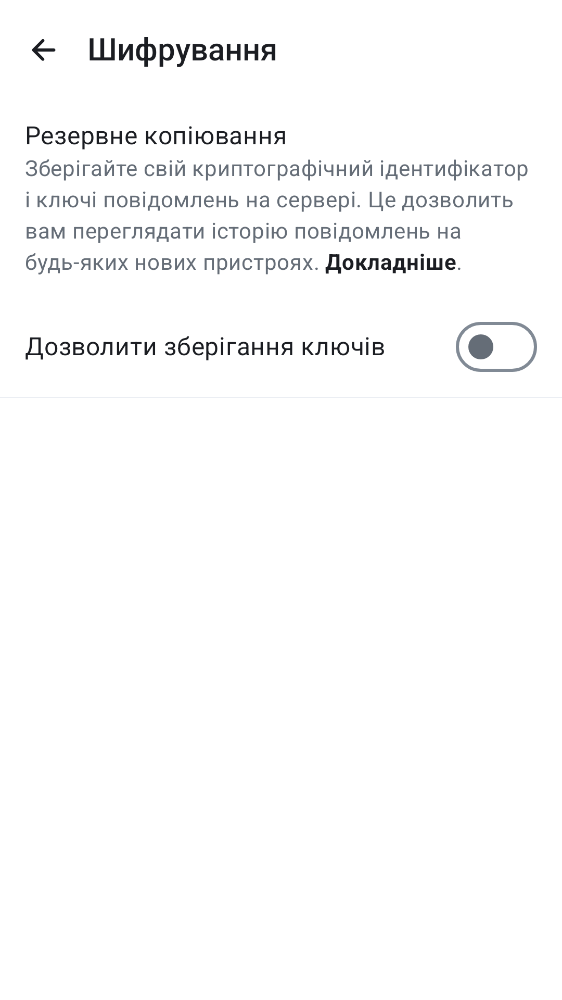 Шифрування
Резервне копіювання
Зберігайте свій криптографічний ідентифікатор
і ключі повідомлень на сервері. Це дозволить
вам переглядати історію повідомлень на
будь-яких нових пристроях. Докладніше.
Дозволити зберігання ключів